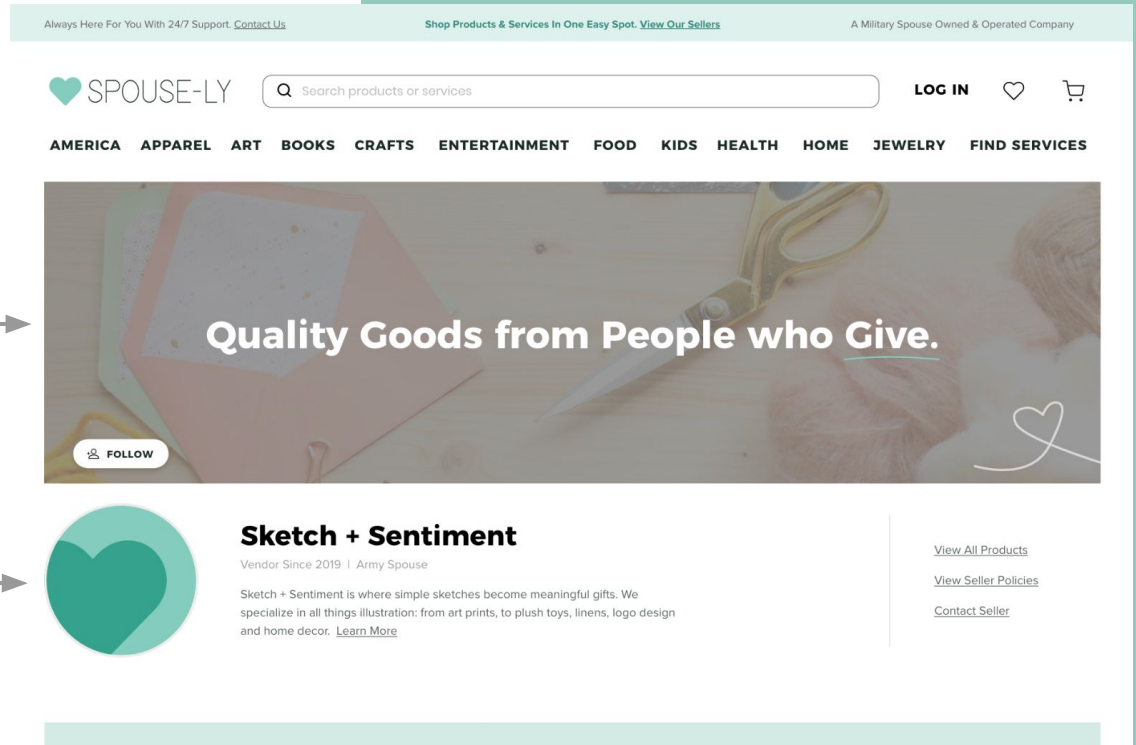 Always Here For You With 24/7 Support. Contact Us
Shop Products & Services In One Easy Spot. View Our Sellers
A Military Spouse Owned & Operated Company
SPOUSE-LY
Search products or services
LOG IN
AMERICA APPAREL ART BOOKS CRAFTS ENTERTAINMENT FOOD KIDS HEALTH HOME JEWELRY FIND SERVICES
Quality Goods from People who Give.
FOLLOW
Sketch + Sentiment
Vendor Since 2019 | Army Spouse
Sketch + Sentiment is where simple sketches become meaningful gifts. We
specialize in all things illustration: from art prints, to plush toys, linens, logo design
and home decor. Learn More
View All Products
View Seller Policies
Contact Seller